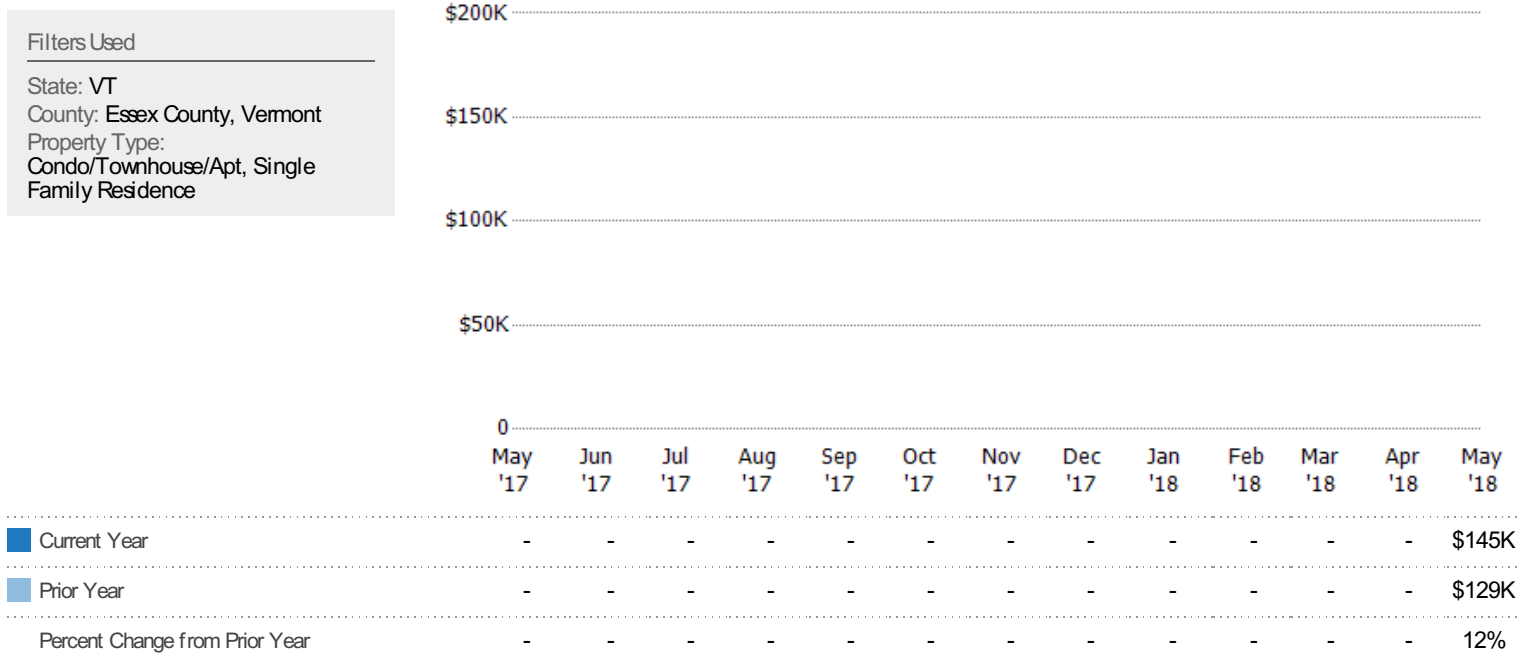 Filters Used
State: VT
County: Essex County, Vermont
Property Type:
Condo/Townhouse/Apt, Single
Family Residence
$200K
$150K
$100K
$50K
0
May Jun Jul Aug Sep Oct Nov Dec Jan Feb Mar Apr May
'17 '17 '17 '17 '17 '17 '17 '17 '18 '18 '18 '18 '18
Current Year - - - - - - - - - - - - $145K
Prior Year - - - - - - - - - - - - $129K
Percent Change from Prior Year - - - - - - - - - - - - 12%